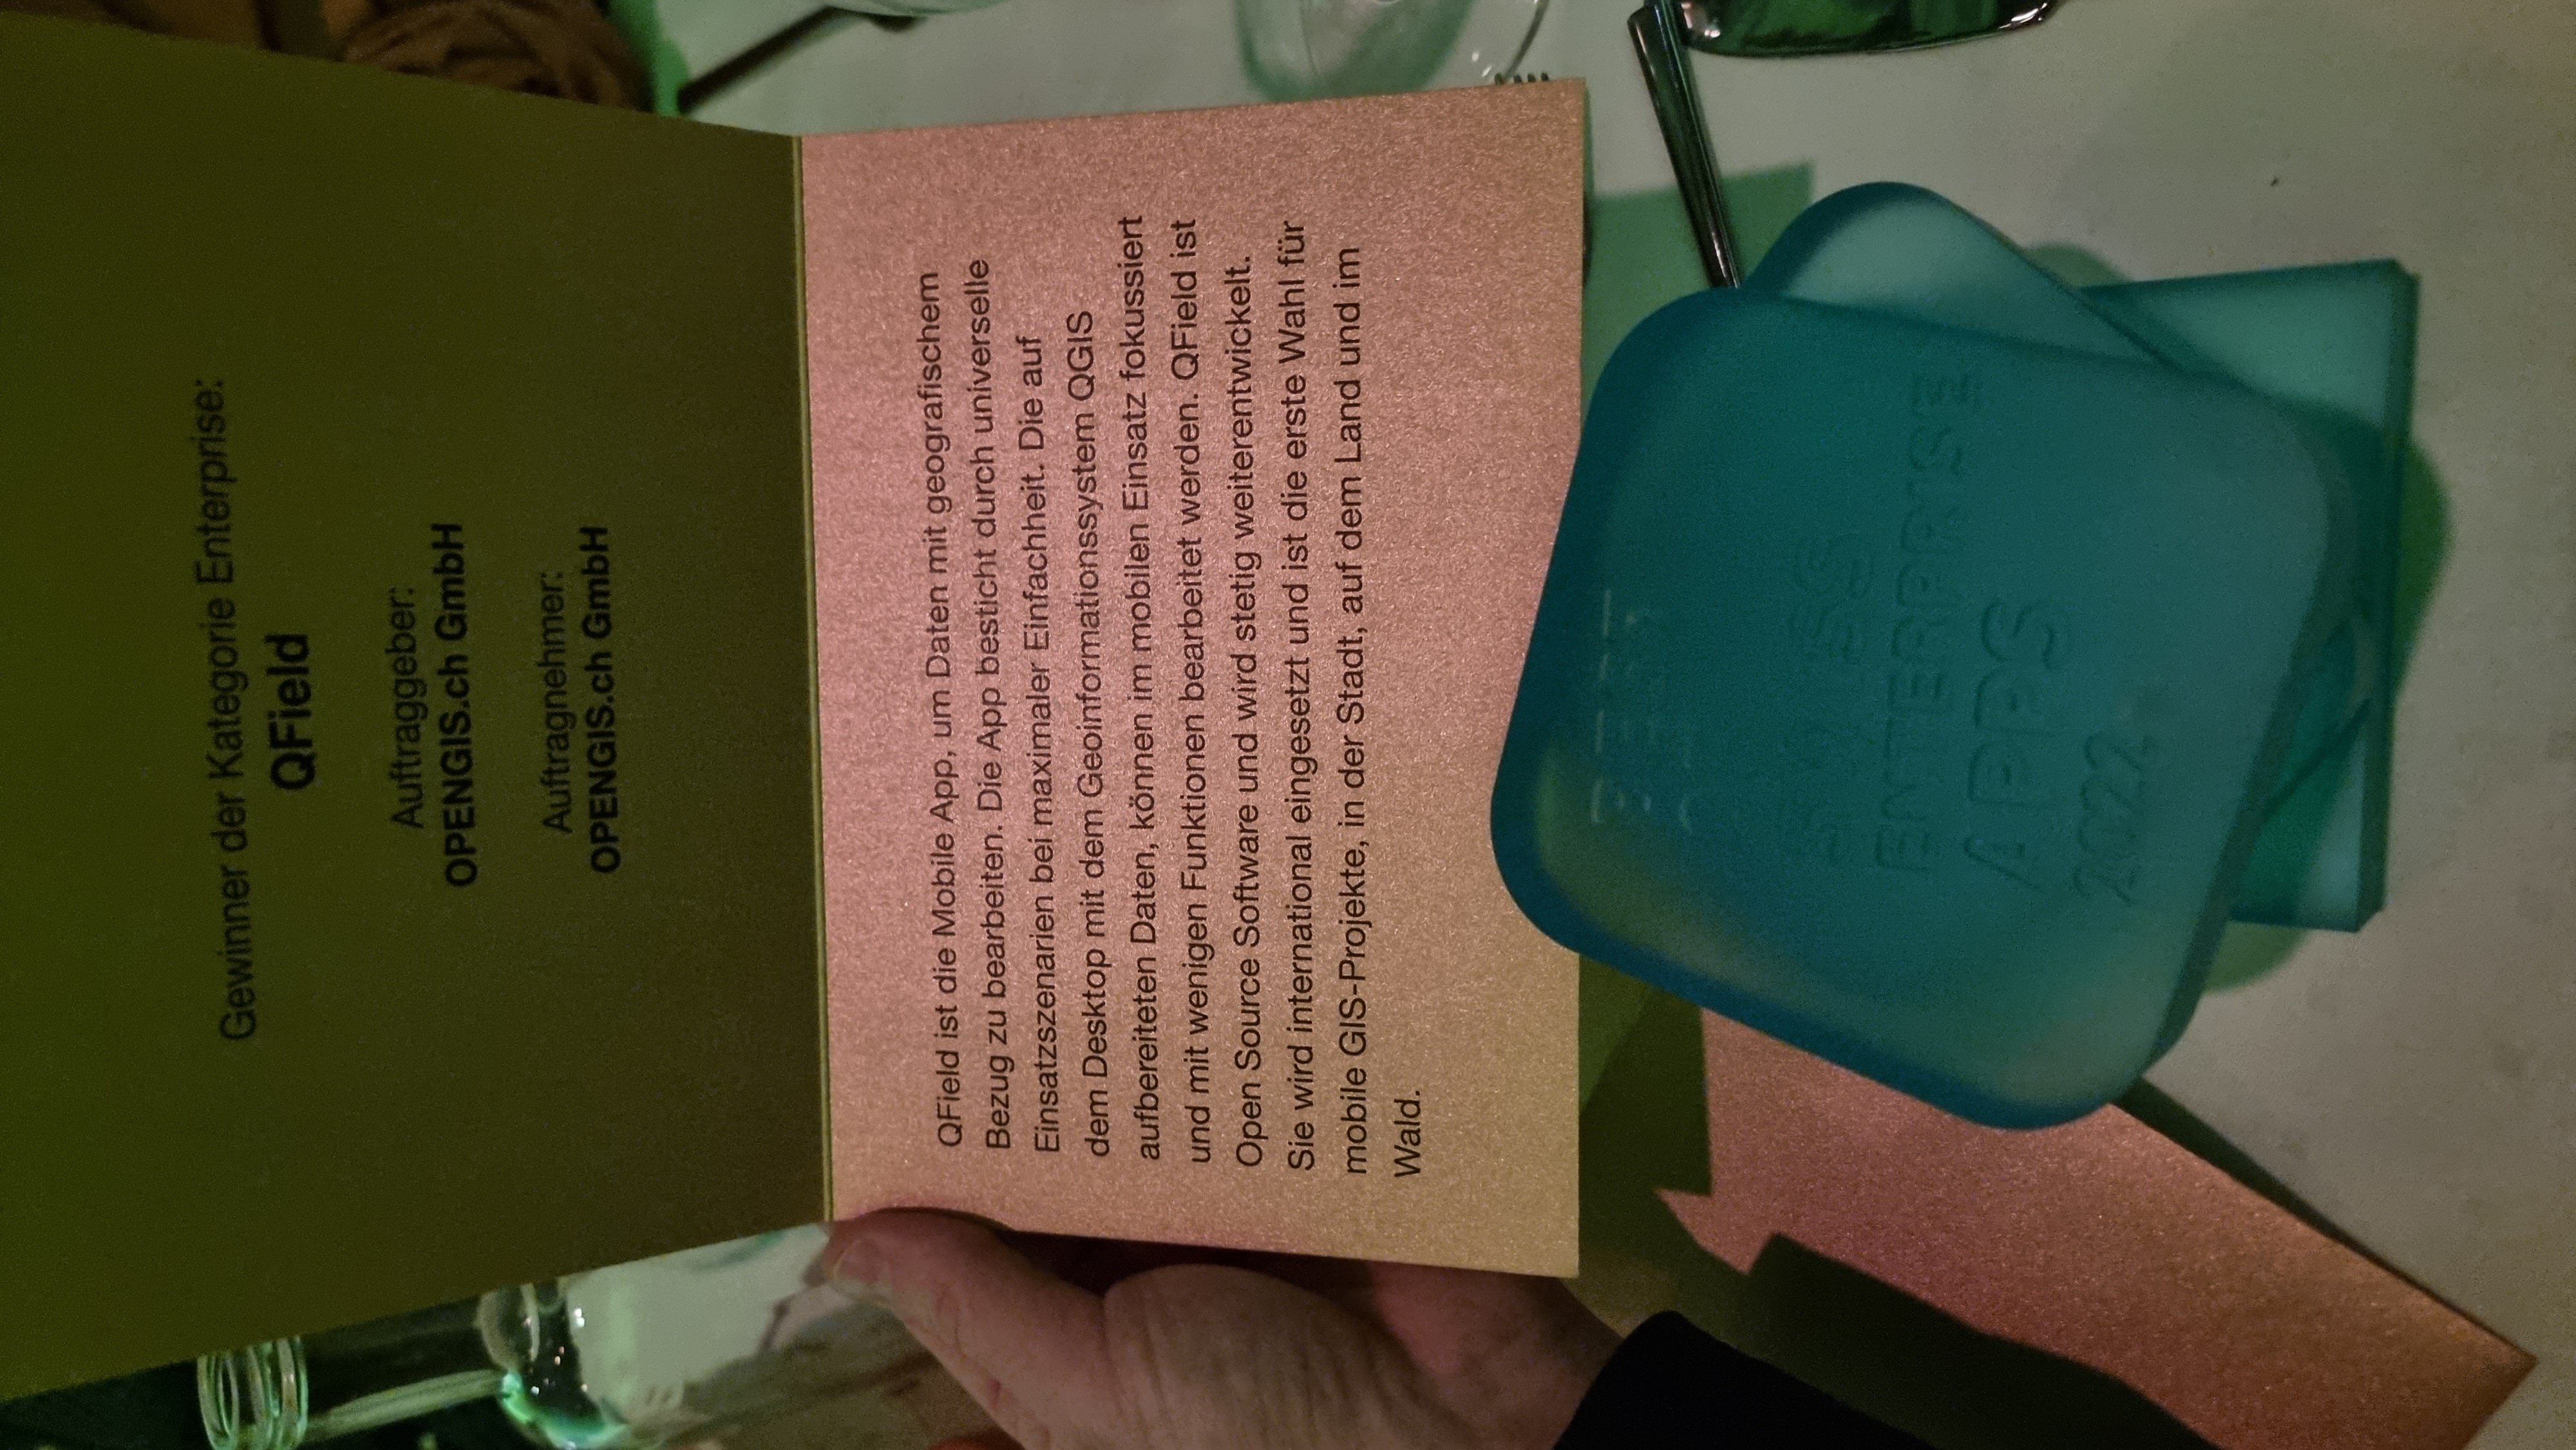 Gewinner der Kategorie Enterprise:
QField
Auftraggeber:
OPENGIS.ch GmbH
Auftragnehmer:
OPENGIS.ch GmbH
QField ist die Mobile App, um Daten mit geografischem
Bezug zu bearbeiten. Die App besticht durch universelle
Einsatzszenarien bei maximaler Einfachheit. Die auf
dem Desktop mit dem Geoinformationssystem QGIS
aufbereiteten Daten, können im mobilen Einsatz fokussiert
und mit wenigen Funktionen bearbeitet werden. QField ist
Open Source Software und wird stetig weiterentwickelt.
Sie wird international eingesetzt und ist die erste Wahl für
mobile GIS-Projekte, in der Stadt, auf dem Land und im
Wald.
BEST
OF
SWISS
ENTERPRISE
APPS
2022